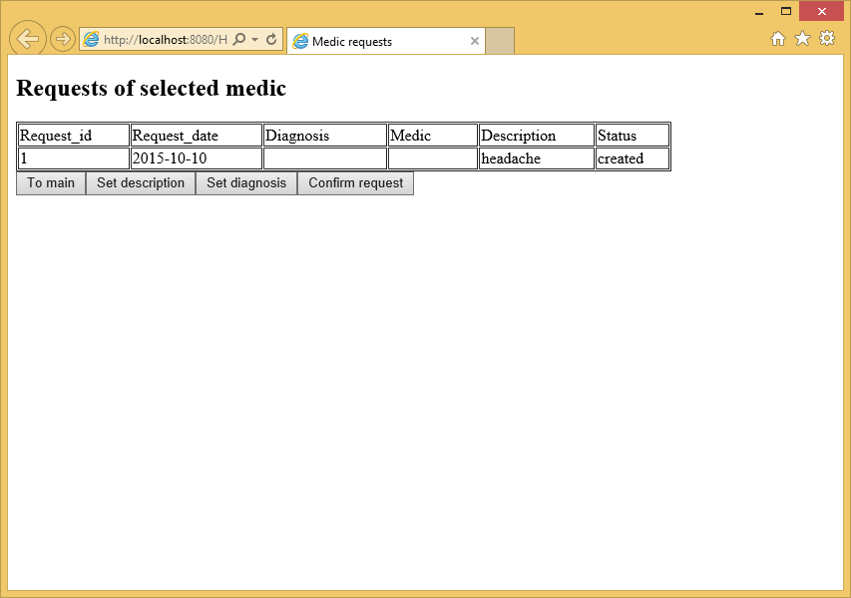 http://localhost:8080/H
Medic requests
Requests of selected medic
Request_id Request_date Diagnosis Medic Description Status
1 2015-10-10 headache created
To main Set description Set diagnosis Confirm request